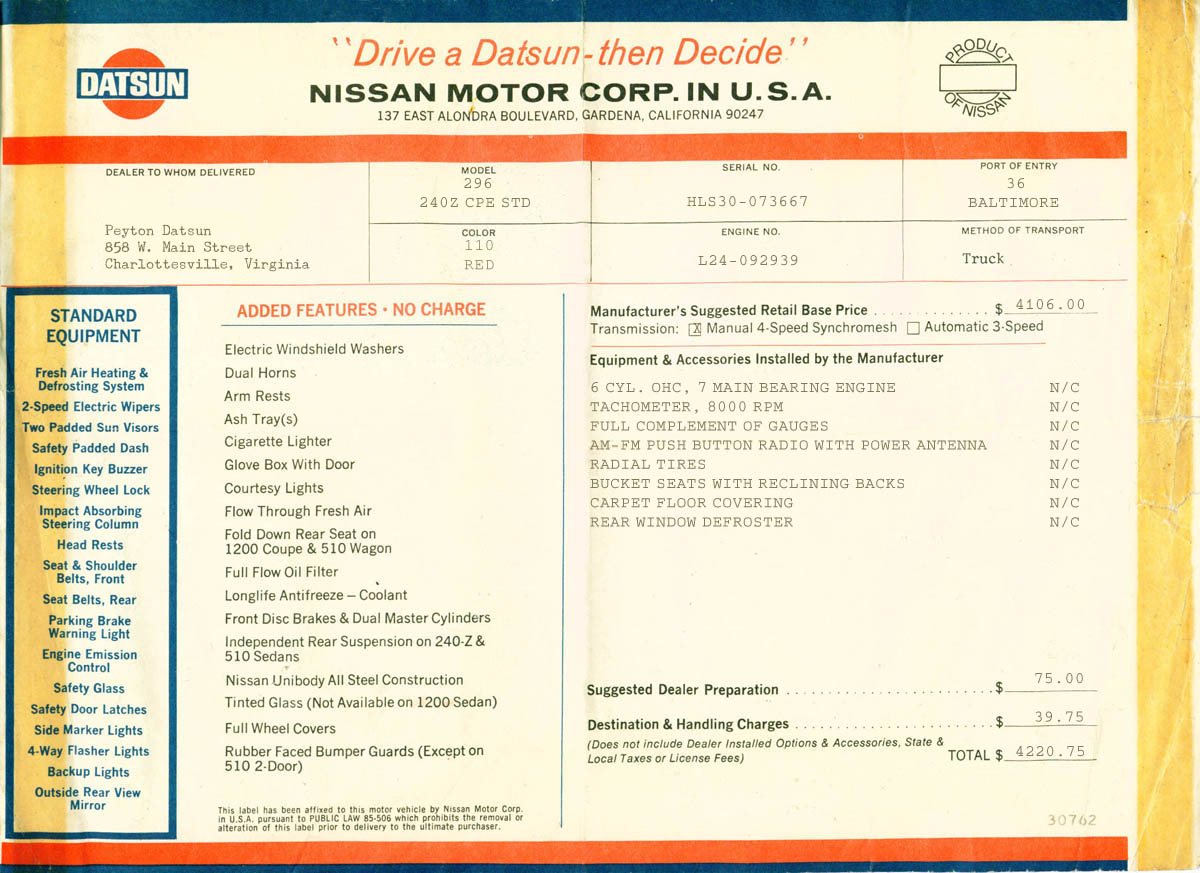 "Drive a Datsun-then Decide"
DATSUN
NISSAN MOTOR CORP. IN U.S.A.
137 EAST ALONDRA BOULEVARD, GARDENA, CALIFORNIA 90247
PRODUCT
OF NISSAN
DEALER TO WHOM DELIVERED
Peyton Datsun
858 W. Main Street
Charlottesville, Virginia
MODEL
296
240Z CPE STD
COLOR
110
RED
SERIAL NO.
HLS30-073667
ENGINE NO.
L24-092939
PORT OF ENTRY
36
BALTIMORE
METHOD OF TRANSPORT
Truck
STANDARD
EQUIPMENT
Fresh Air Heating &
Defrosting System
2-Speed Electric Wipers
Two Padded Sun Visors
Safety Padded Dash
Ignition Key Buzzer
Steering Wheel Lock
Impact Absorbing
Steering Column
Head Rests
Seat & Shoulder
Belts, Front
Seat Belts, Rear
Parking Brake
Warning Light
Engine Emission
Control
Safety Glass
Safety Door Latches
Side Marker Lights
4-Way Flasher Lights
Backup Lights
Outside Rear View
Mirror
ADDED FEATURES • NO CHARGE
Electric Windshield Washers
Dual Horns
Arm Rests
Ash Tray(s)
Cigarette Lighter
Glove Box With Door
Courtesy Lights
Flow Through Fresh Air
Fold Down Rear Seat on
1200 Coupe & 510 Wagon
Full Flow Oil Filter
Longlife Antifreeze – Coolant
Front Disc Brakes & Dual Master Cylinders
Independent Rear Suspension on 240-Z &
510 Sedans
Nissan Unibody All Steel Construction
Tinted Glass (Not Available on 1200 Sedan)
Full Wheel Covers
Rubber Faced Bumper Guards (Except on
510 2-Door)
This label has been affixed to this motor vehicle by Nissan Motor Corp.
in U.S.A. pursuant to PUBLIC LAW 85-506 which prohibits the removal or
alteration of this label prior to delivery to the ultimate purchaser.
Manufacturer's Suggested Retail Base Price . . . . . . . . . . . . . . . $ 4106.00
Transmission: [X] Manual 4-Speed Synchromesh [ ] Automatic 3-Speed
Equipment & Accessories Installed by the Manufacturer
6 CYL. OHC, 7 MAIN BEARING ENGINE N/C
TACHOMETER, 8000 RPM N/C
FULL COMPLEMENT OF GAUGES N/C
AM-FM PUSH BUTTON RADIO WITH POWER ANTENNA N/C
RADIAL TIRES N/C
BUCKET SEATS WITH RECLINING BACKS N/C
CARPET FLOOR COVERING N/C
REAR WINDOW DEFROSTER N/C
Suggested Dealer Preparation . . . . . . . . . . . . . . . . . . . . . . . . . $ 75.00
Destination & Handling Charges . . . . . . . . . . . . . . . . . . . . . . . . $ 39.75
(Does not include Dealer Installed Options & Accessories, State &
Local Taxes or License Fees)
TOTAL $ 4220.75
30762